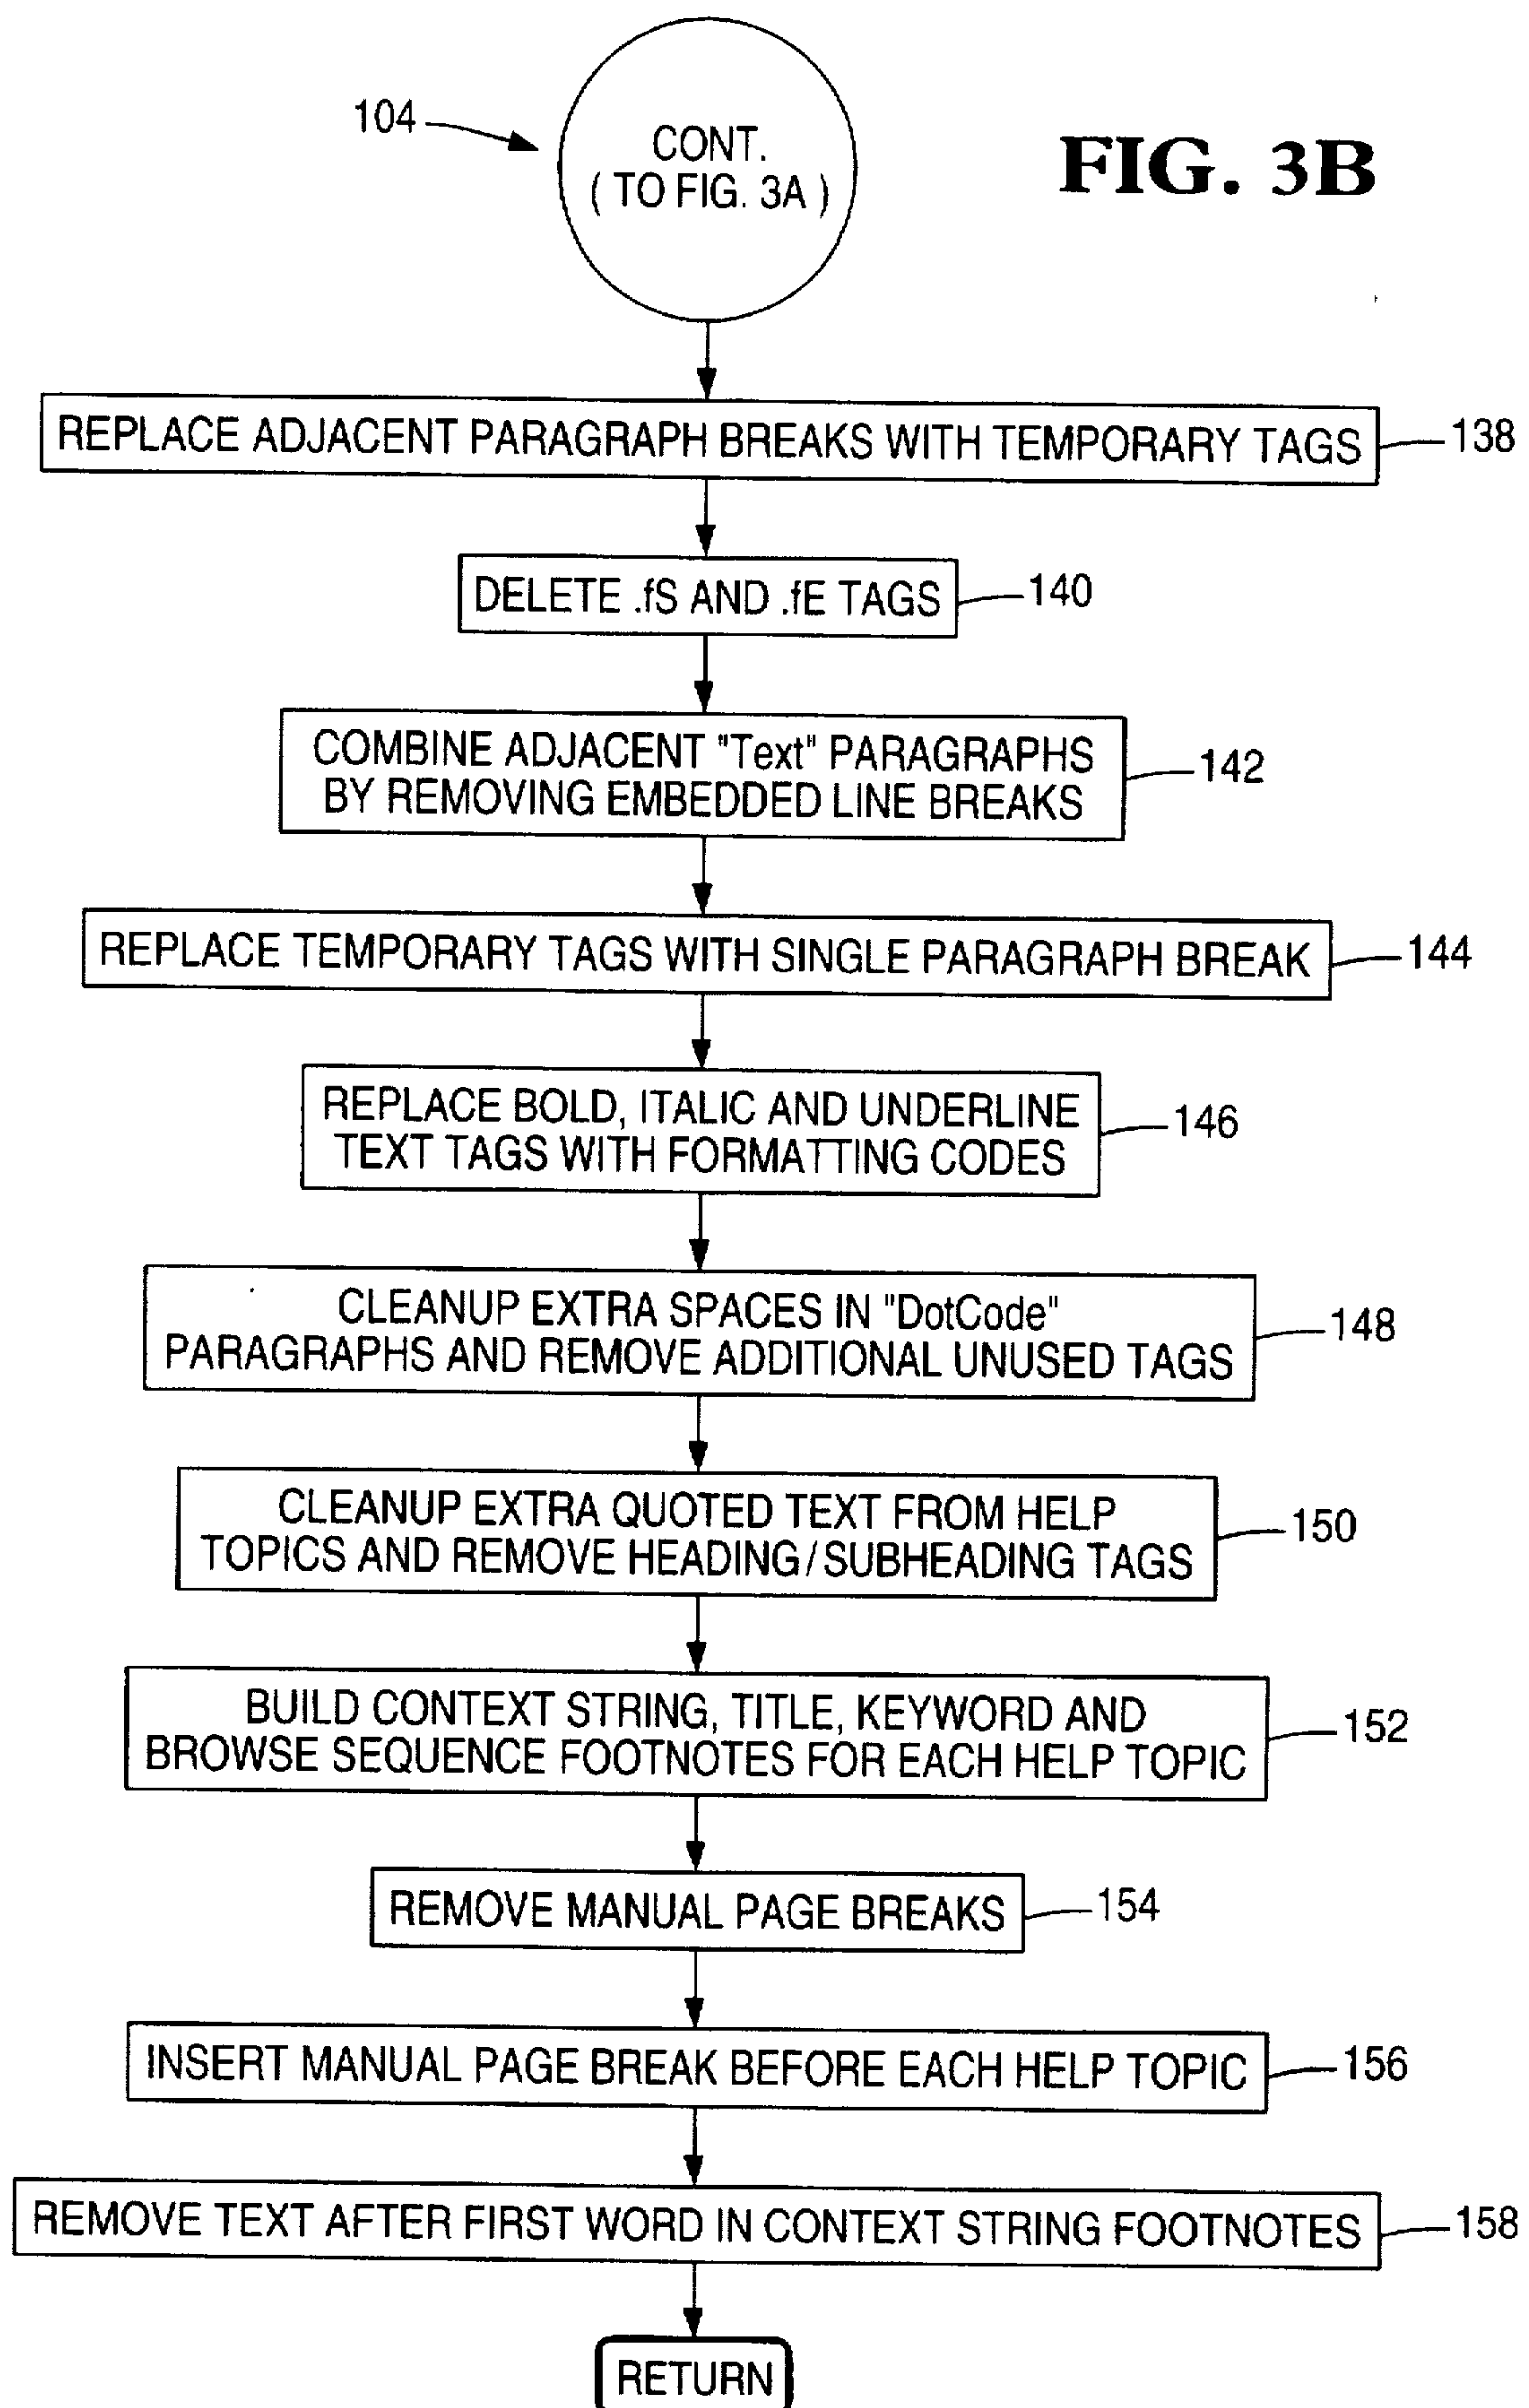 104
CONT.
( TO FIG. 3A )
FIG. 3B
REPLACE ADJACENT PARAGRAPH BREAKS WITH TEMPORARY TAGS
138
DELETE .fS AND .fE TAGS
140
COMBINE ADJACENT "Text" PARAGRAPHS
BY REMOVING EMBEDDED LINE BREAKS
142
REPLACE TEMPORARY TAGS WITH SINGLE PARAGRAPH BREAK
144
REPLACE BOLD, ITALIC AND UNDERLINE
TEXT TAGS WITH FORMATTING CODES
146
CLEANUP EXTRA SPACES IN "DotCode"
PARAGRAPHS AND REMOVE ADDITIONAL UNUSED TAGS
148
CLEANUP EXTRA QUOTED TEXT FROM HELP
TOPICS AND REMOVE HEADING/SUBHEADING TAGS
150
BUILD CONTEXT STRING, TITLE, KEYWORD AND
BROWSE SEQUENCE FOOTNOTES FOR EACH HELP TOPIC
152
REMOVE MANUAL PAGE BREAKS
154
INSERT MANUAL PAGE BREAK BEFORE EACH HELP TOPIC
156
REMOVE TEXT AFTER FIRST WORD IN CONTEXT STRING FOOTNOTES
158
RETURN